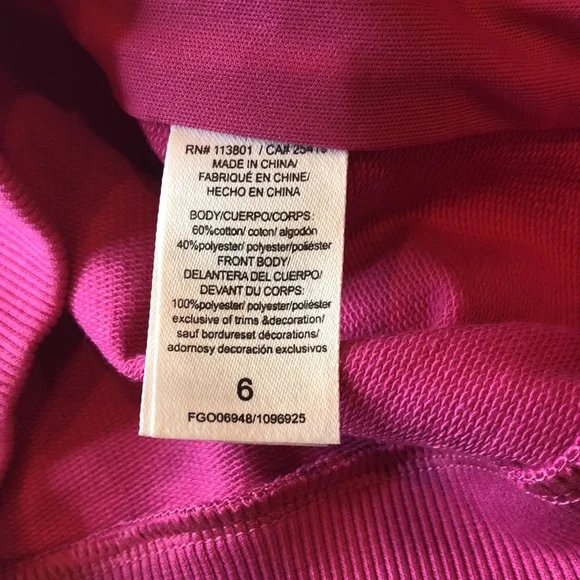 RN# 113801 / CA# 25410
MADE IN CHINA/
FABRIQUÉ EN CHINE/
HECHO EN CHINA
BODY/CUERPO/CORPS:
60%cotton/ coton/ algodón
40%polyester/ polyester/poliéster
FRONT BODY/
DELANTERA DEL CUERPO/
DEVANT DU CORPS:
100%polyester/ polyester/poliéster
exclusive of trims &decoration/
sauf bordureset décorations/
adornosy decoración exclusivos
6
FGO06948/1096925